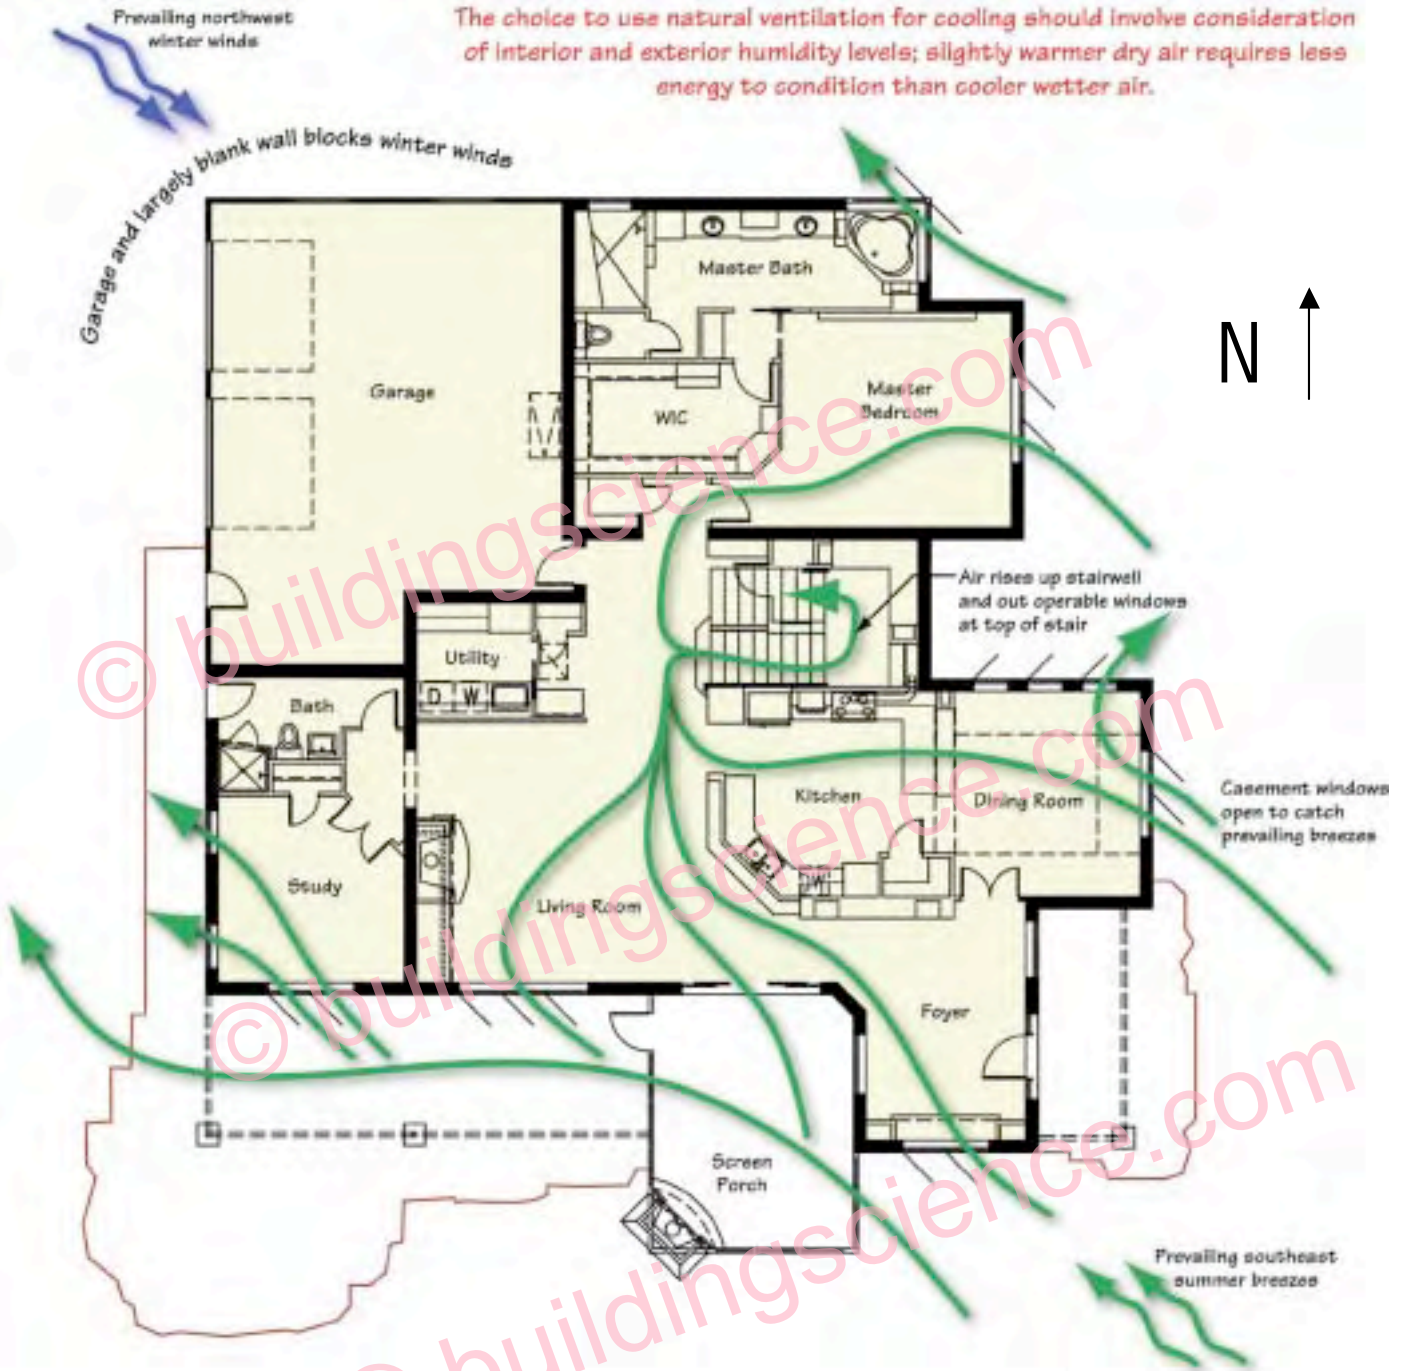 Prevailing northwest
winter winds
The choice to use natural ventilation for cooling should involve consideration
of interior and exterior humidity levels; slightly warmer dry air requires less
energy to condition than cooler wetter air.
Garage and largely blank wall blocks winter winds
Master Bath
N
Garage
WIC
Master
Bedroom
Air rises up stairwell
and out operable windows
at top of stair
Utility
D W
Bath
Kitchen
Dining Room
Casement windows
open to catch
prevailing breezes
Study
Living Room
DW
Foyer
Screen
Porch
Prevailing southeast
summer breezes
© buildingscience.com
© buildingscience.com
© buildingscience.com